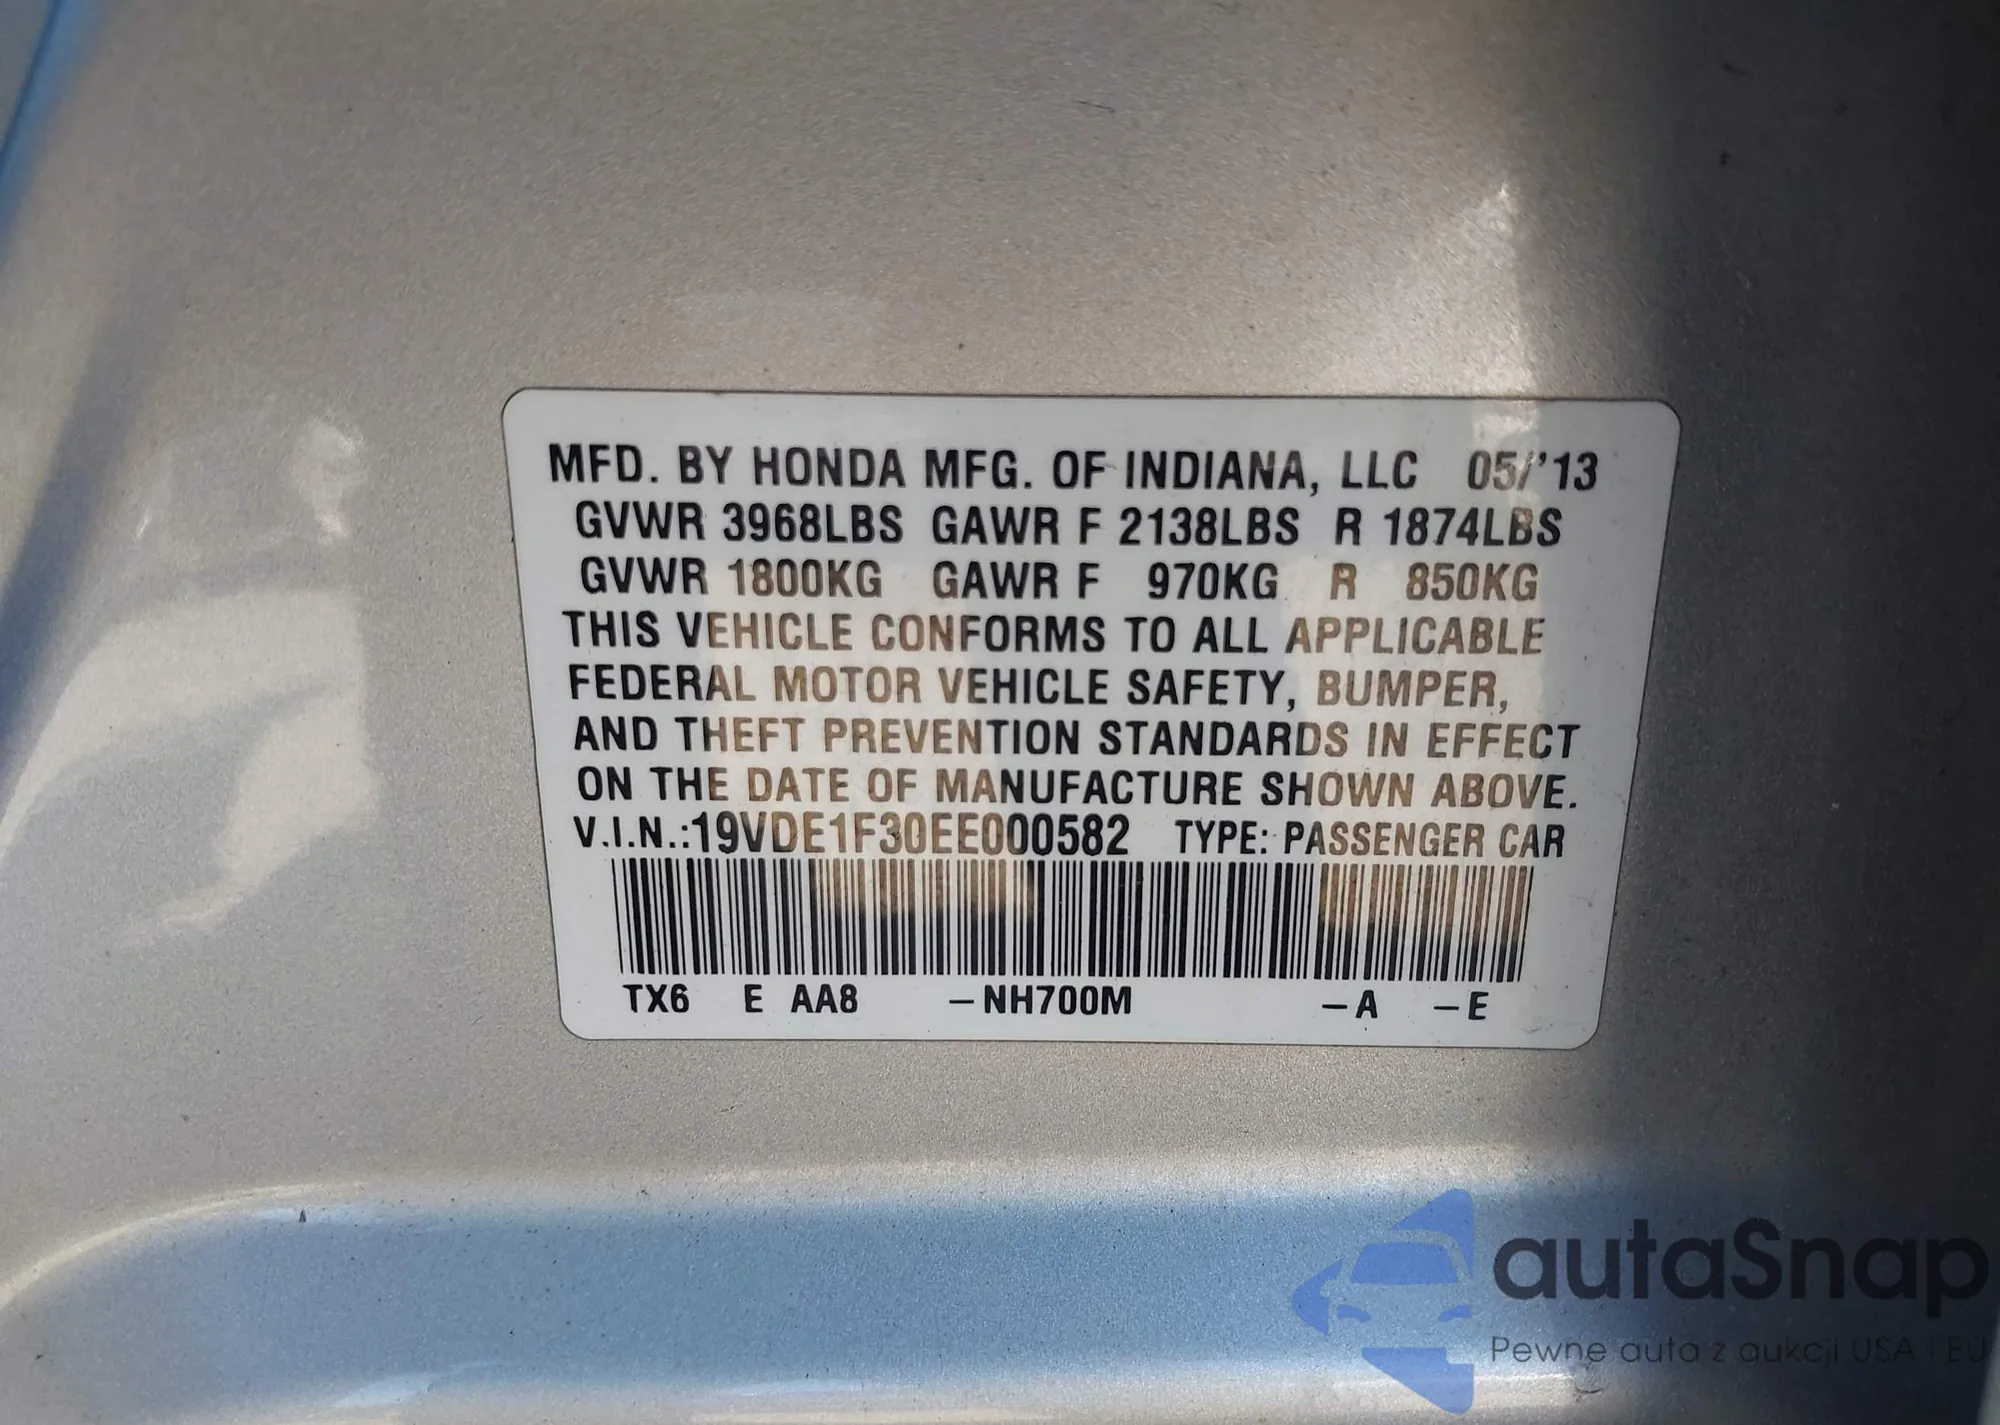 MFD. BY HONDA MFG. OF INDIANA, LLC 05/'13
GVWR 3968LBS GAWR F 2138LBS R 1874LBS
GVWR 1800KG GAWR F 970KG R 850KG
THIS VEHICLE CONFORMS TO ALL APPLICABLE
FEDERAL MOTOR VEHICLE SAFETY, BUMPER,
AND THEFT PREVENTION STANDARDS IN EFFECT
ON THE DATE OF MANUFACTURE SHOWN ABOVE.
V.I.N.:19VDE1F30EE000582 TYPE: PASSENGER CAR
TX6 E AA8 –NH700M –A –E
autaSnap
Pewne auta z aukcji USA i EU